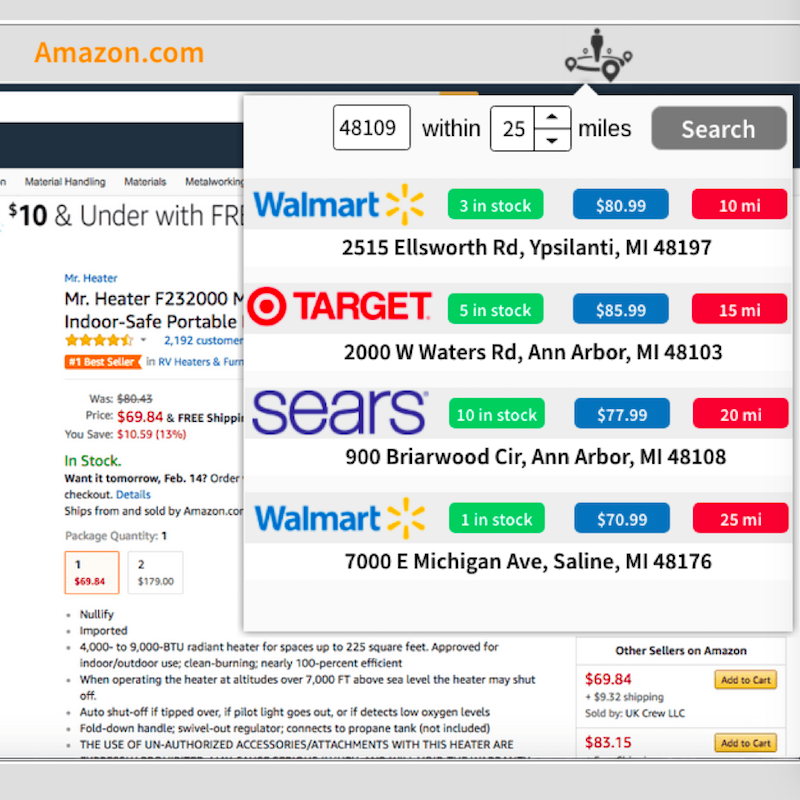 Amazon.com
48109 within 25 miles Search
Material Handling Materials Metalworking
$10 & Under with FRE
Walmart 3 in stock $80.99 10 mi
2515 Ellsworth Rd, Ypsilanti, MI 48197
TARGET 5 in stock $85.99 15 mi
2000 W Waters Rd, Ann Arbor, MI 48103
sears 10 in stock $77.99 20 mi
900 Briarwood Cir, Ann Arbor, MI 48108
Walmart 1 in stock $70.99 25 mi
7000 E Michigan Ave, Saline, MI 48176
Mr. Heater
Mr. Heater F232000 M
Indoor-Safe Portable
2,192 customer
#1 Best Seller in RV Heaters & Furn
Was: $80.43
Price: $69.84 & FREE Shippi
You Save: $10.59 (13%)
In Stock.
Want it tomorrow, Feb. 14? Order
checkout. Details
Ships from and sold by Amazon.cor
Package Quantity: 1
1 2
$69.84 $179.00
Nullify
Imported
4,000- to 9,000-BTU radiant heater for spaces up to 225 square feet. Approved for
indoor/outdoor use; clean-burning; nearly 100-percent efficient
When operating the heater at altitudes over 7,000 FT above sea level the heater may shut
off.
Auto shut-off if tipped over, if pilot light goes out, or if detects low oxygen levels
Fold-down handle; swivel-out regulator; connects to propane tank (not included)
THE USE OF UN-AUTHORIZED ACCESSORIES/ATTACHMENTS WITH THIS HEATER ARE
Other Sellers on Amazon
$69.84 Add to Cart
+ $9.32 shipping
Sold by: UK Crew LLC
$83.15 Add to Cart